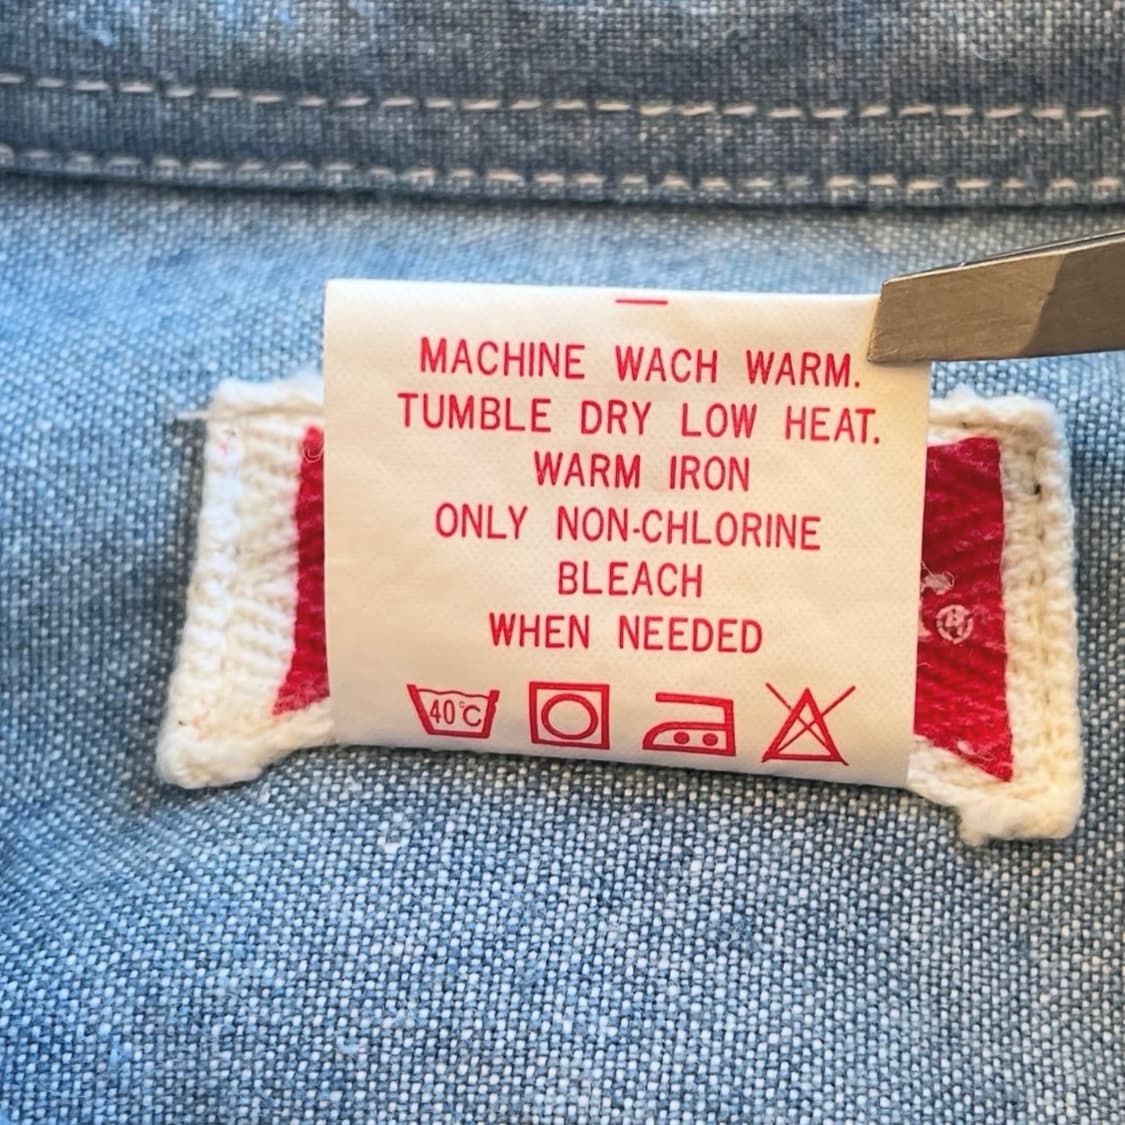 MACHINE WACH WARM.
TUMBLE DRY LOW HEAT.
WARM IRON
ONLY NON-CHLORINE
BLEACH
WHEN NEEDED
40°C
®